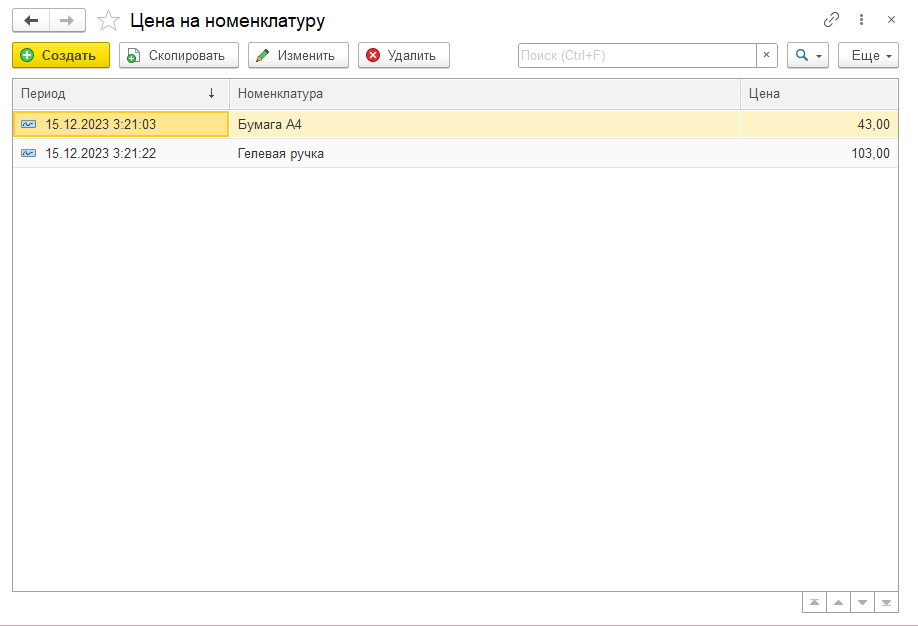 Цена на номенклатуру
Создать Скопировать Изменить Удалить Поиск (Ctrl+F) × Еще
Период ↓ Номенклатура Цена
15.12.2023 3:21:03 Бумага А4 43,00
15.12.2023 3:21:22 Гелевая ручка 103,00